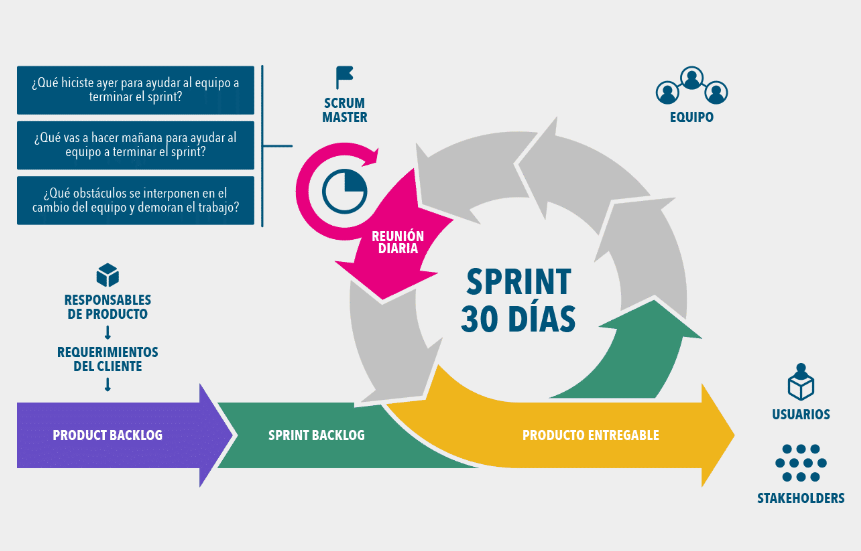 ¿Qué hiciste ayer para ayudar al equipo a
terminar el sprint?
¿Qué vas a hacer mañana para ayudar al
equipo a terminar el sprint?
¿Qué obstáculos se interponen en el
cambio del equipo y demoran el trabajo?
SCRUM
MASTER
EQUIPO
REUNIÓN
DIARIA
SPRINT
30 DÍAS
RESPONSABLES
DE PRODUCTO
REQUERIMIENTOS
DEL CLIENTE
PRODUCT BACKLOG
SPRINT BACKLOG
PRODUCTO ENTREGABLE
USUARIOS
STAKEHOLDERS